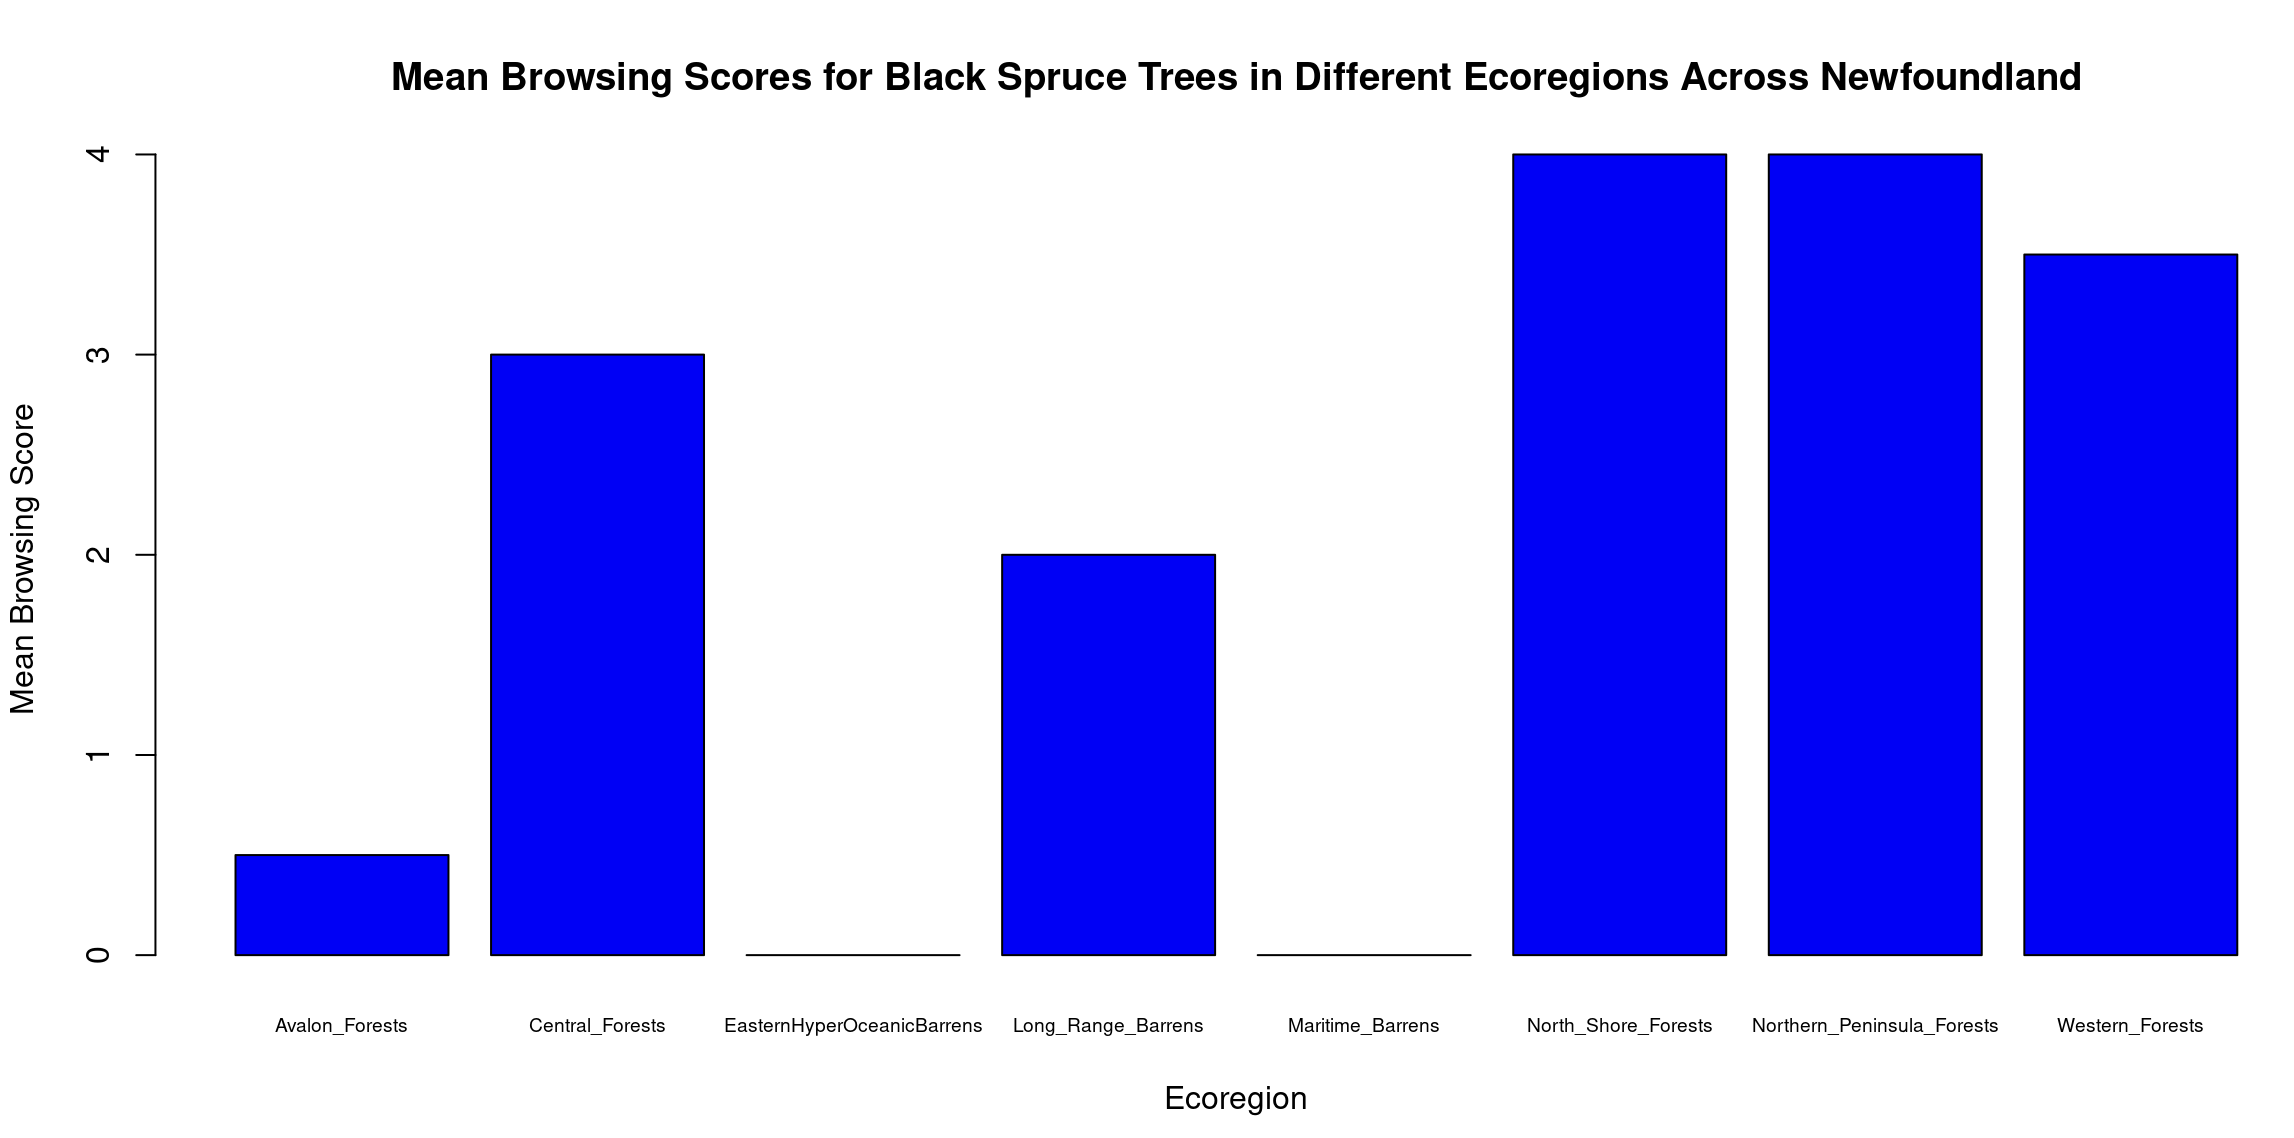 Mean Browsing Scores for Black Spruce Trees in Different Ecoregions Across Newfoundland
Mean Browsing Score
4
3
2
1
0
Avalon_Forests Central_Forests EasternHyperOceanicBarrens Long_Range_Barrens Maritime_Barrens North_Shore_Forests Northern_Peninsula_Forests Western_Forests
Ecoregion